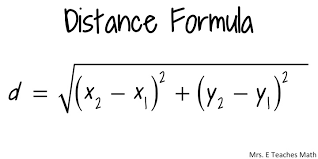 Distance Formula
d = √(x₂ − x₁)² + (y₂ − y₁)²
Mrs. E Teaches Math